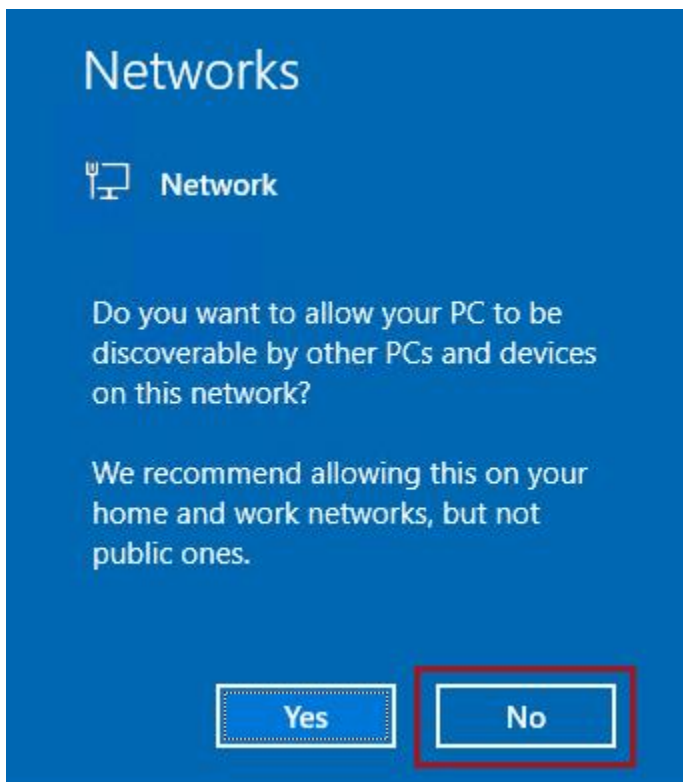 Networks
Network
Do you want to allow your PC to be
discoverable by other PCs and devices
on this network?
We recommend allowing this on your
home and work networks, but not
public ones.
Yes No